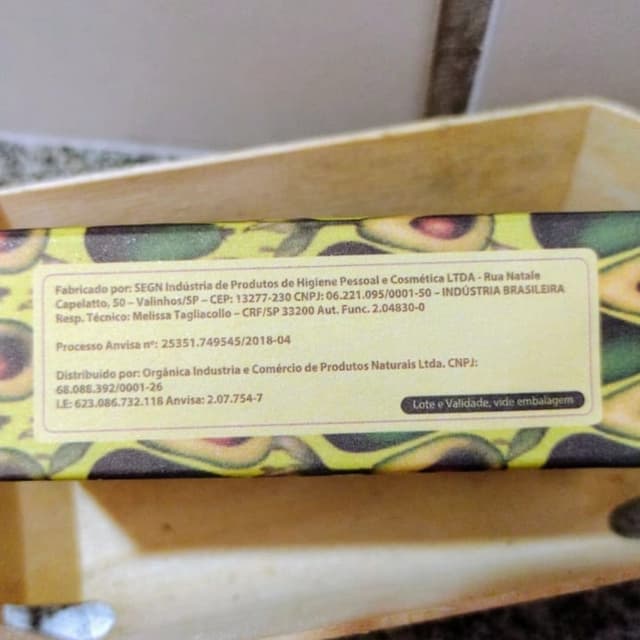 Fabricado por: SEGN Indústria de Produtos de Higiene Pessoal e Cosmética LTDA - Rua Natale
Capelatto, 50 – Valinhos/SP – CEP: 13277-230 CNPJ: 06.221.095/0001-50 – INDÚSTRIA BRASILEIRA
Resp. Técnico: Melissa Tagliacollo – CRF/SP 33200 Aut. Func. 2.04830-0
Processo Anvisa nº: 25351.749545/2018-04
Distribuido por: Orgânica Industria e Comércio de Produtos Naturais Ltda. CNPJ:
68.088.392/0001-26
I.E: 623.086.732.118 Anvisa: 2.07.754-7
Lote e Validade, vide embalagem